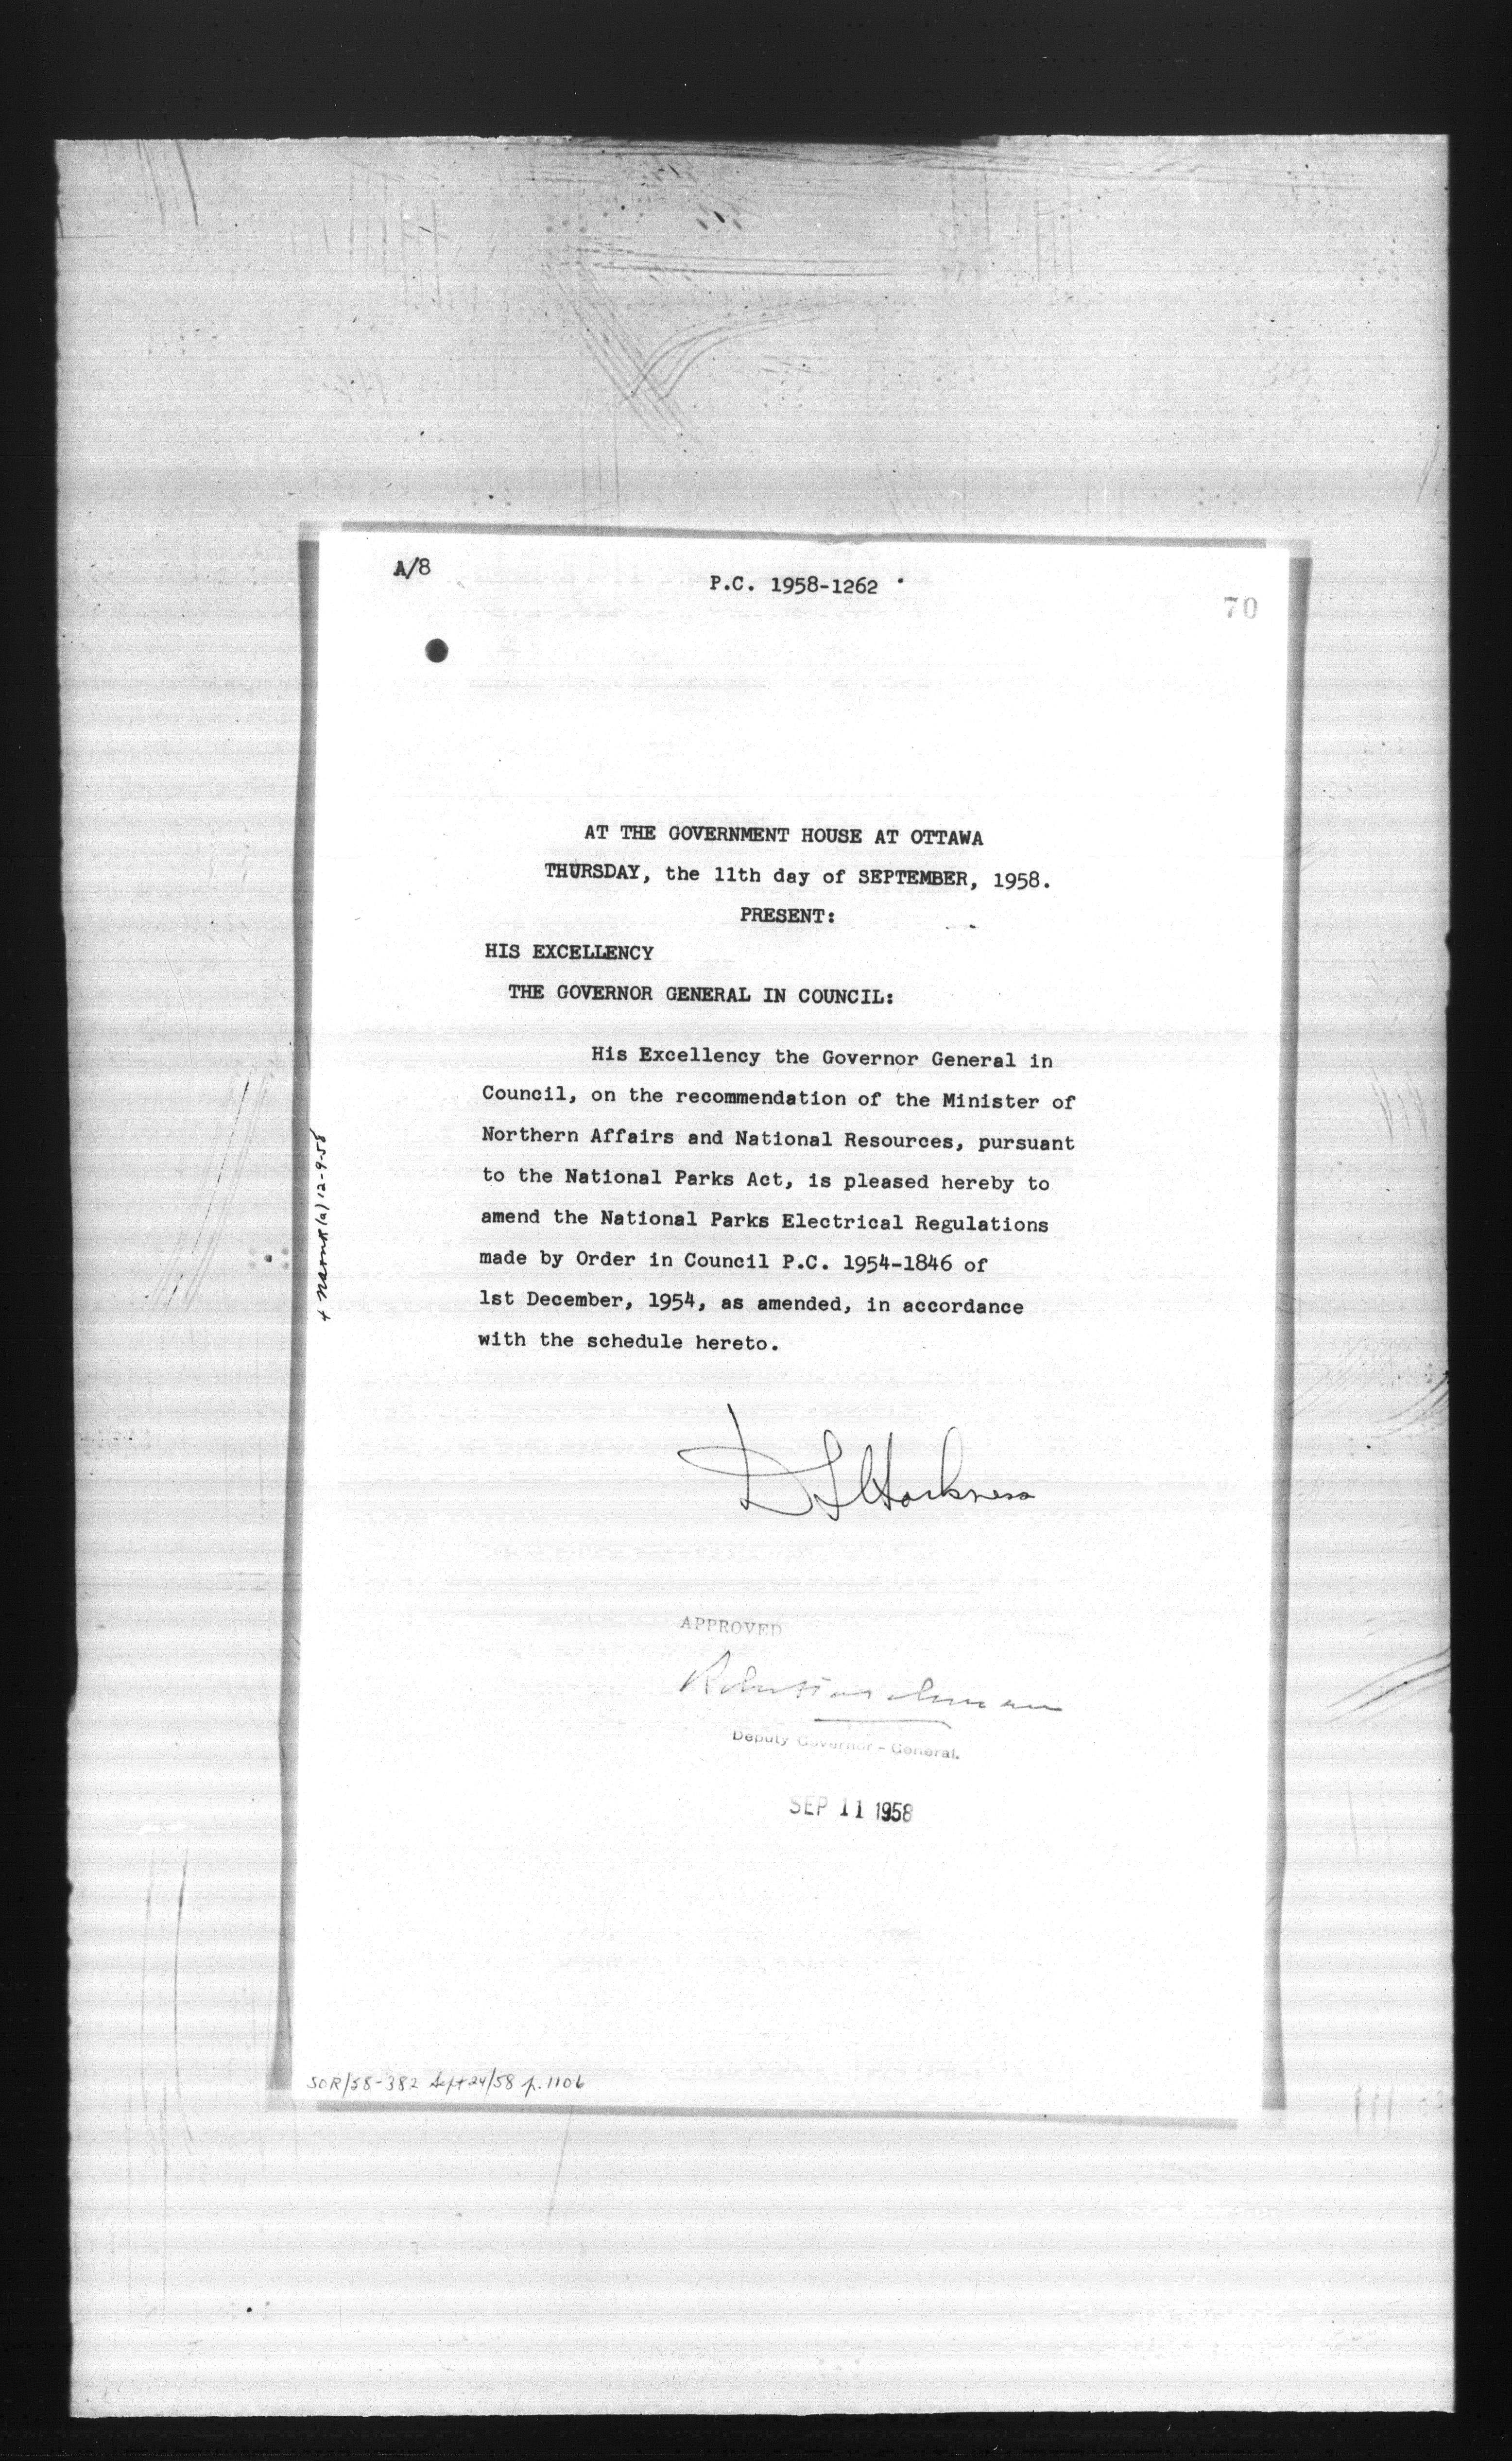 A/8
P.C. 1958-1262
70
AT THE GOVERNMENT HOUSE AT OTTAWA
THURSDAY, the 11th day of SEPTEMBER, 1958.
PRESENT:
HIS EXCELLENCY
THE GOVERNOR GENERAL IN COUNCIL:
His Excellency the Governor General in
Council, on the recommendation of the Minister of
Northern Affairs and National Resources, pursuant
to the National Parks Act, is pleased hereby to
amend the National Parks Electrical Regulations
made by Order in Council P.C. 1954-1846 of
1st December, 1954, as amended, in accordance
with the schedule hereto.
D S Harkness
APPROVED
Deputy Governor-General.
SEP 11 1958
12-9-58
SOR/58-382 Sept 24/58 p.1106